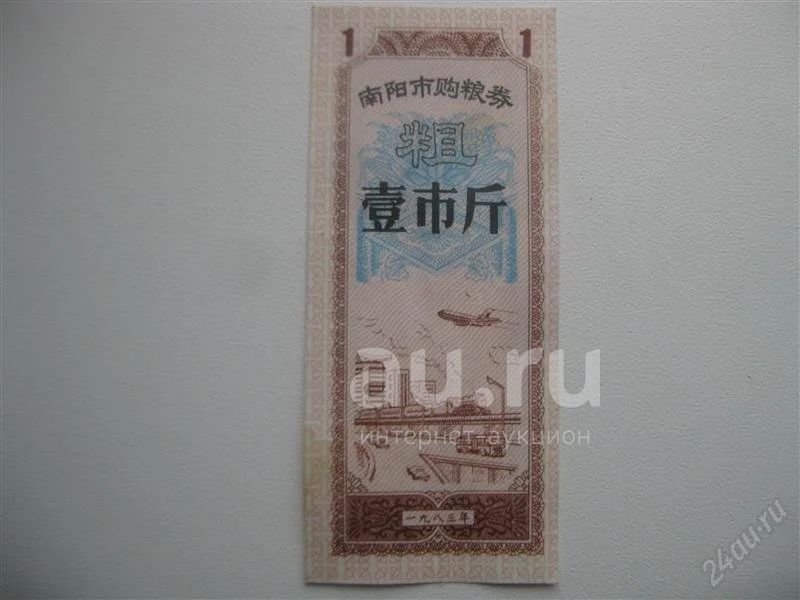 1 1
南阳市购粮券
粗
壹市斤
au.ru
интернет-аукцион
一九八三年
24au.ru